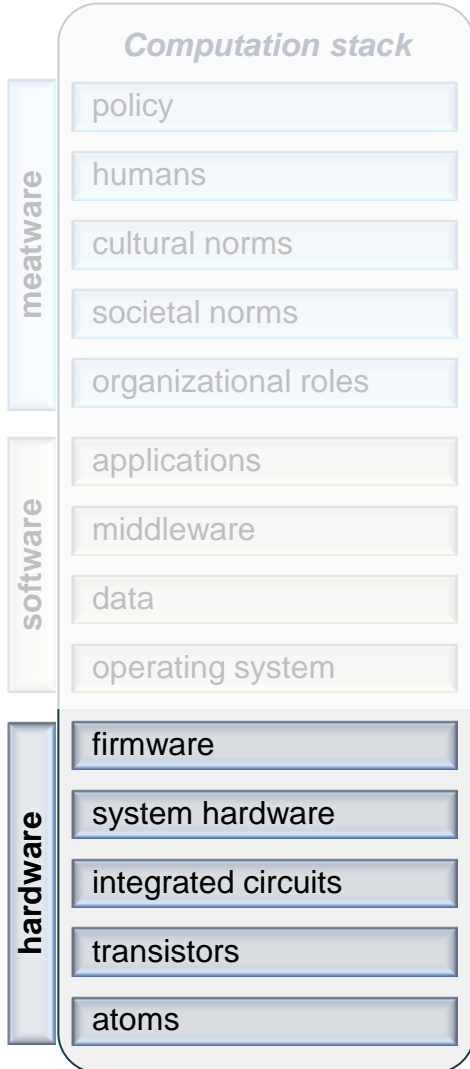 Computation stack
meatware
policy
humans
cultural norms
societal norms
organizational roles
software
applications
middleware
data
operating system
hardware
firmware
system hardware
integrated circuits
transistors
atoms